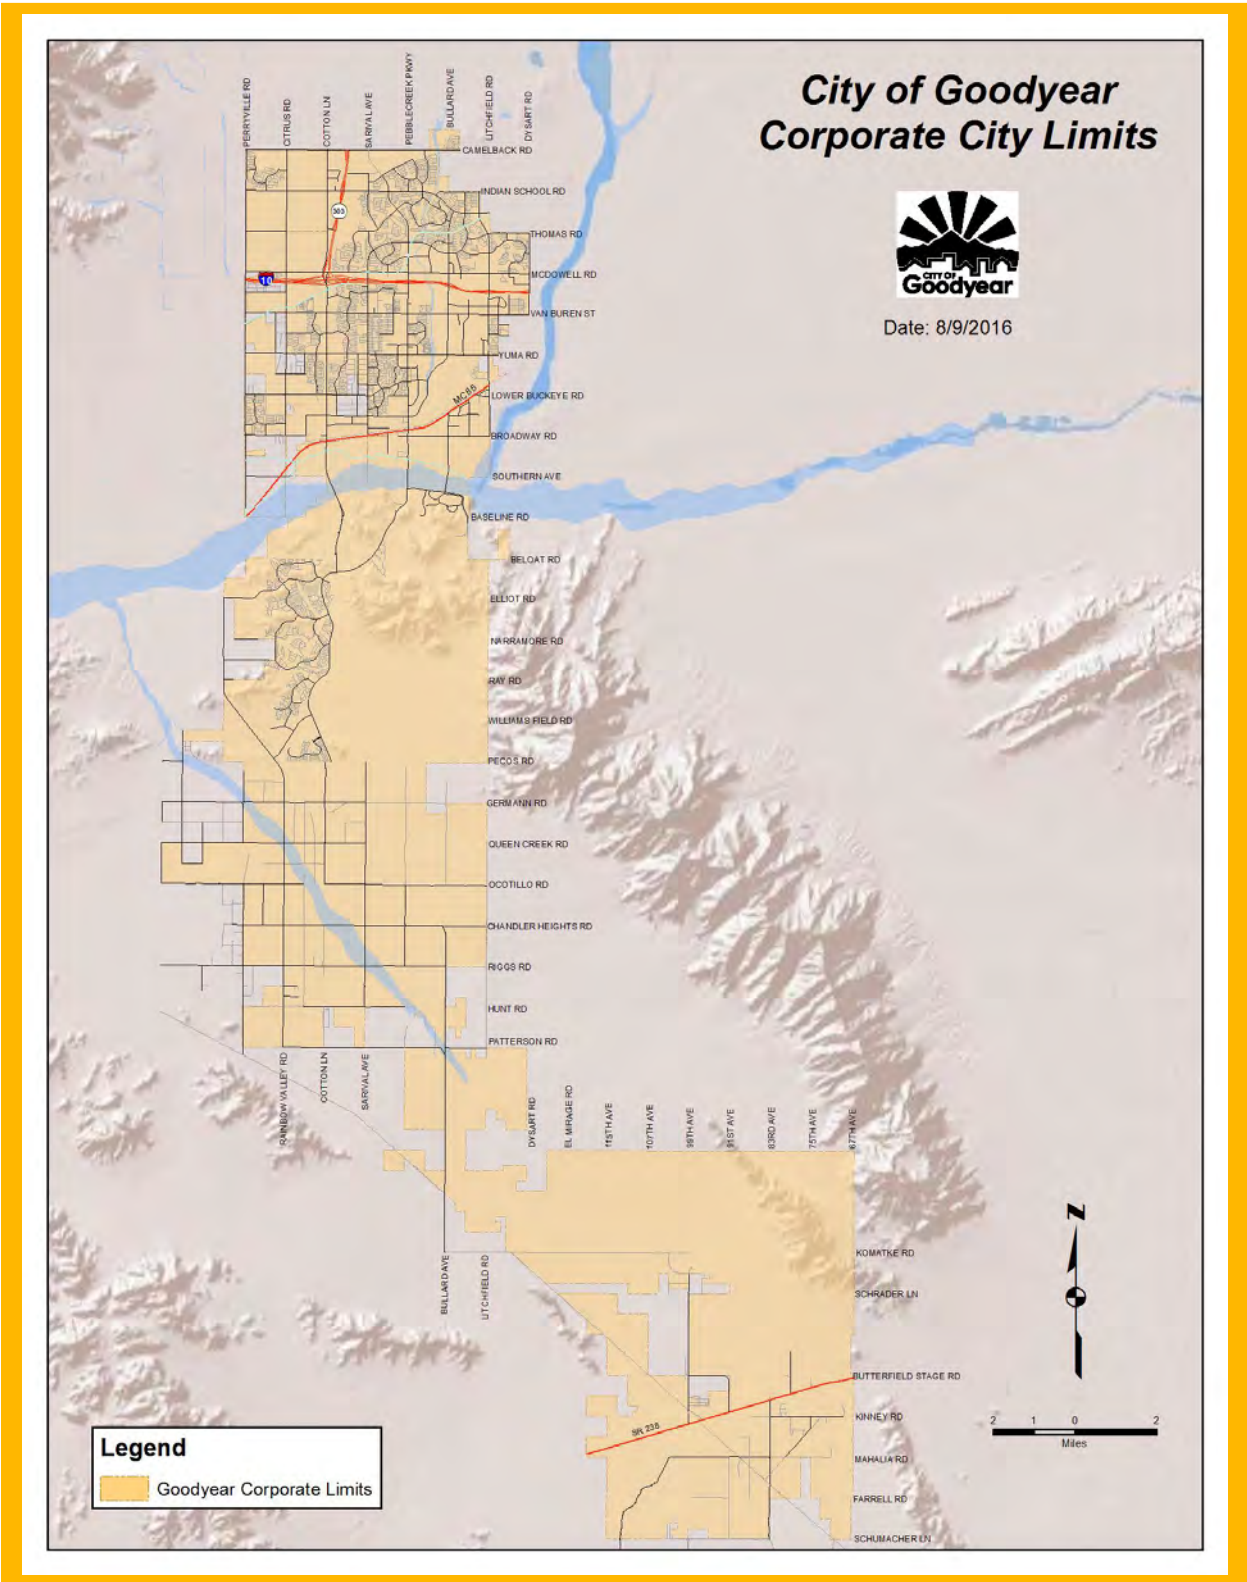 City of Goodyear
Corporate City Limits
CITY OF
Goodyear
Date: 8/9/2016
PERRYVILLE RD
CITRUS RD
COTTON LN
SARIVAL AVE
PEBBLECREEK PKWY
BULLARD AVE
LITCHFIELD RD
DYSART RD
CAMELBACK RD
INDIAN SCHOOL RD
303
THOMAS RD
MCDOWELL RD
10
VAN BUREN ST
YUMA RD
MC85
LOWER BUCKEYE RD
BROADWAY RD
SOUTHERN AVE
BASELINE RD
BELOAT RD
ELLIOT RD
NARRAMORE RD
RAY RD
WILLIAMS FIELD RD
PECOS RD
GERMANN RD
QUEEN CREEK RD
OCOTILLO RD
CHANDLER HEIGHTS RD
RIGGS RD
HUNT RD
PATTERSON RD
RAINBOW VALLEY RD
COTTON LN
SARIVAL AVE
DYSART RD
EL MIRAGE RD
115TH AVE
107TH AVE
99TH AVE
91ST AVE
83RD AVE
75TH AVE
67TH AVE
N
KOMATKE RD
BULLARD AVE
LITCHFIELD RD
SCHRADER LN
BUTTERFIELD STAGE RD
KINNEY RD
SR 238
MAHALIA RD
FARRELL RD
SCHUMACHER LN
2 1 0 2
Miles
Legend
Goodyear Corporate Limits